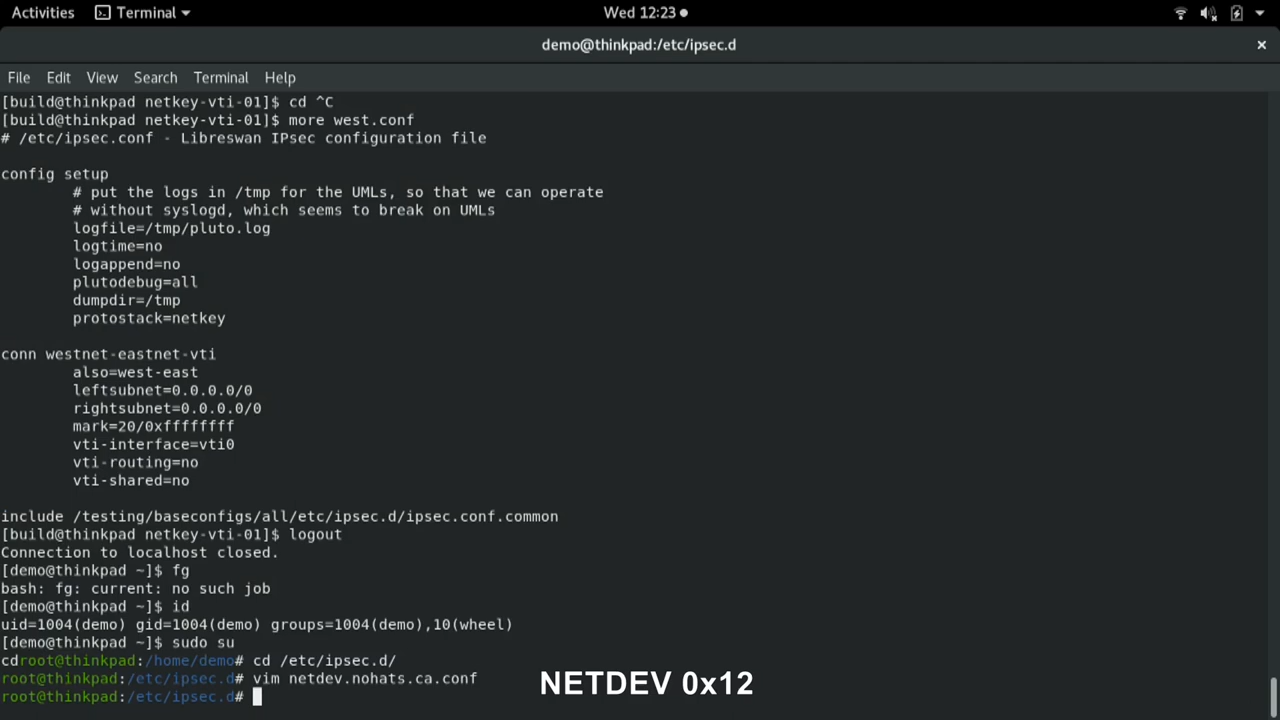 Activities Terminal Wed 12:23
demo@thinkpad:/etc/ipsec.d
File Edit View Search Terminal Help
[build@thinkpad netkey-vti-01]$ cd ^C
[build@thinkpad netkey-vti-01]$ more west.conf
# /etc/ipsec.conf - Libreswan IPsec configuration file
config setup
# put the logs in /tmp for the UMLs, so that we can operate
# without syslogd, which seems to break on UMLs
logfile=/tmp/pluto.log
logtime=no
logappend=no
plutodebug=all
dumpdir=/tmp
protostack=netkey
conn westnet-eastnet-vti
also=west-east
leftsubnet=0.0.0.0/0
rightsubnet=0.0.0.0/0
mark=20/0xffffffff
vti-interface=vti0
vti-routing=no
vti-shared=no
include /testing/baseconfigs/all/etc/ipsec.d/ipsec.conf.common
[build@thinkpad netkey-vti-01]$ logout
Connection to localhost closed.
[demo@thinkpad ~]$ fg
bash: fg: current: no such job
[demo@thinkpad ~]$ id
uid=1004(demo) gid=1004(demo) groups=1004(demo),10(wheel)
[demo@thinkpad ~]$ sudo su
cdroot@thinkpad:/home/demo# cd /etc/ipsec.d/
root@thinkpad:/etc/ipsec.d# vim netdev.nohats.ca.conf
root@thinkpad:/etc/ipsec.d#
NETDEV 0x12